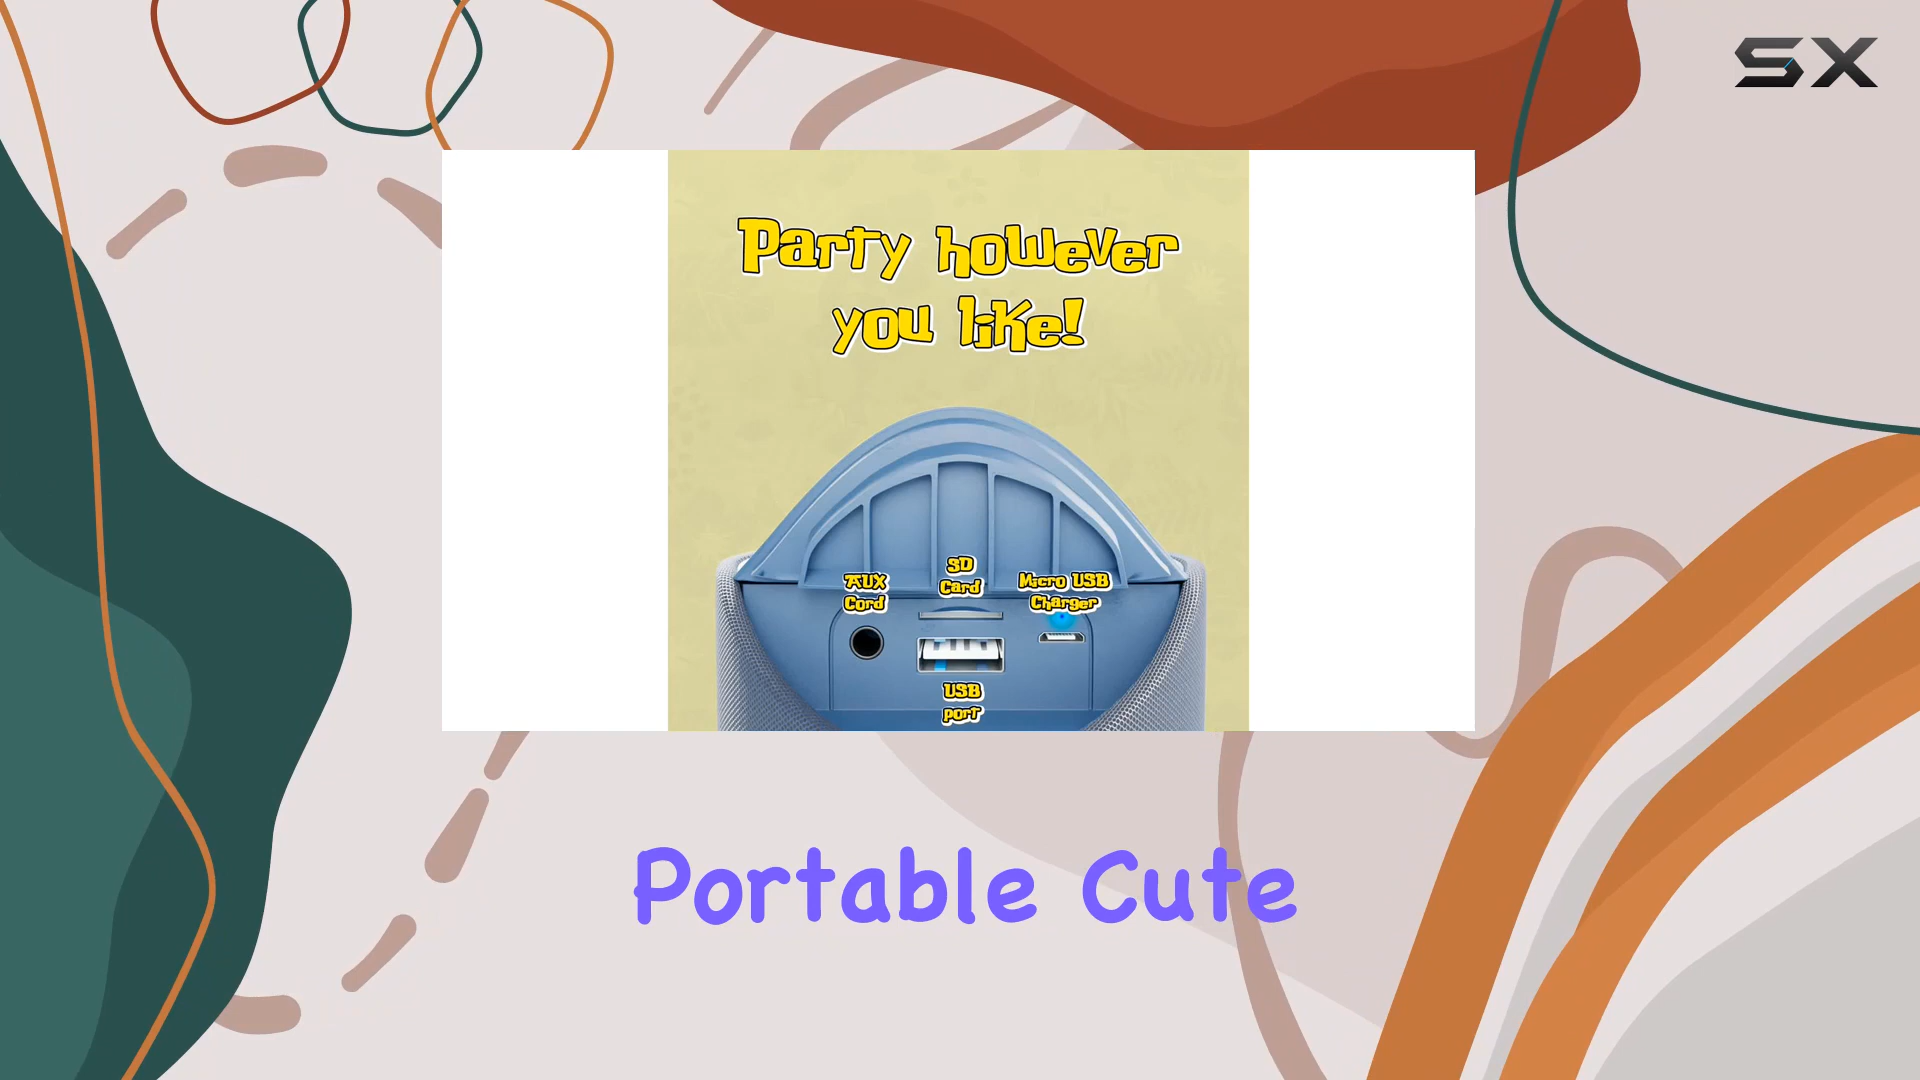 SX
Party however
you like!
SD
Card
AUX
Cord
Micro USB
Charger
USB
port
Portable Cute